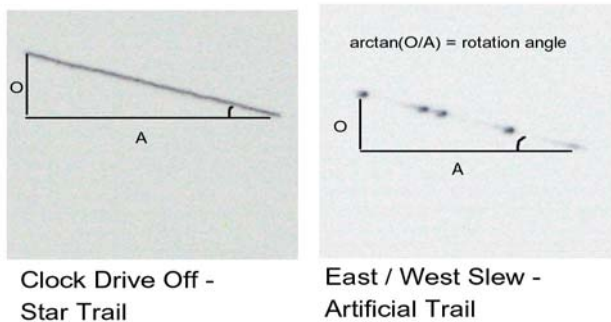 O
A
Clock Drive Off -
Star Trail
arctan(O/A) = rotation angle
O
A
East / West Slew -
Artificial Trail